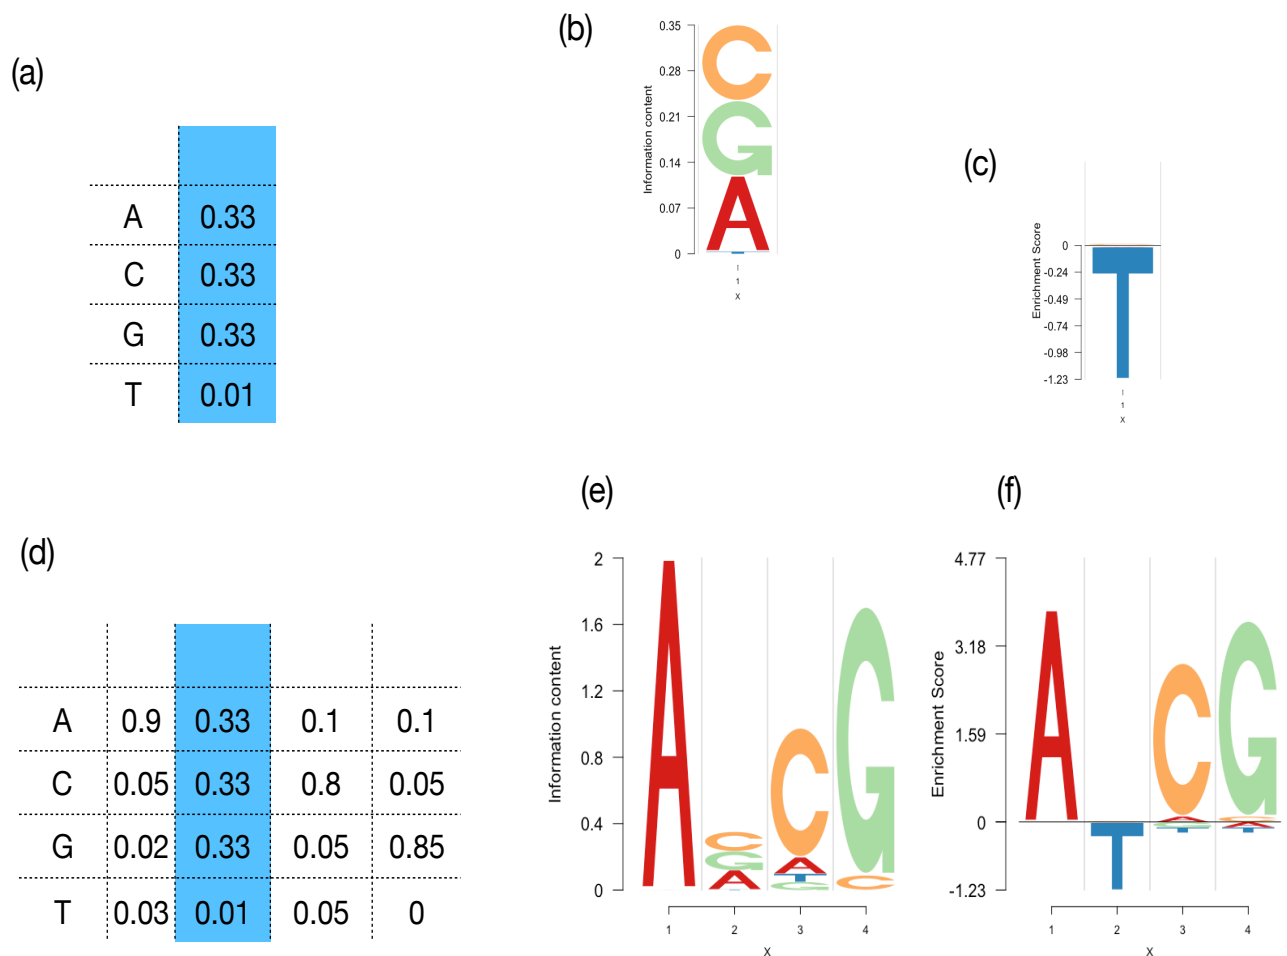 (a)
A 0.33
C 0.33
G 0.33
T 0.01
(b)
Information content
0.35
0.28
0.21
0.14
0.07
0
C
G
A
T
1
X
(c)
Enrichment Score
0
-0.24
-0.49
-0.74
-0.98
-1.23
T
1
X
(d)
A 0.9 0.33 0.1 0.1
C 0.05 0.33 0.8 0.05
G 0.02 0.33 0.05 0.85
T 0.03 0.01 0.05 0
(e)
Information content
2
1.6
1.2
0.8
0.4
0
A
C
G
A
C
A
T
G
G
C
1 2 3 4
X
(f)
Enrichment Score
4.77
3.18
1.59
0
-1.23
A
T
C
A
G
T
G
C
A
T
1 2 3 4
X